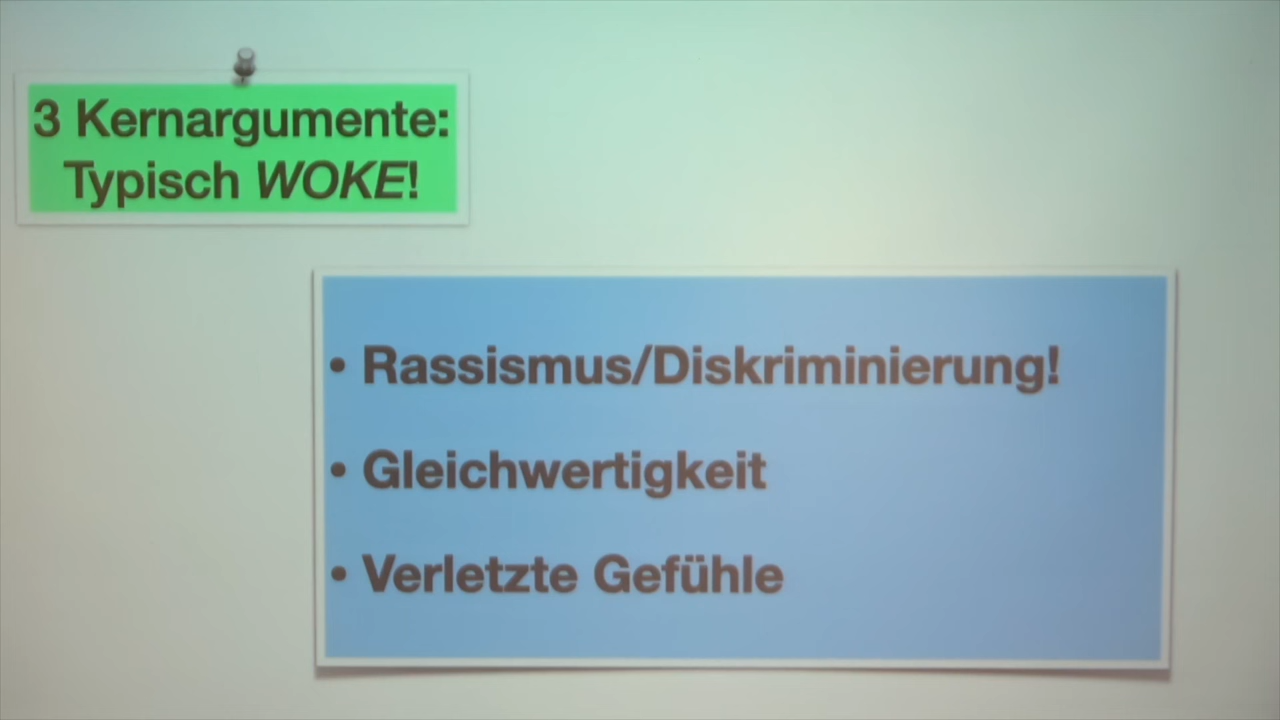 3 Kernargumente:
Typisch WOKE!
• Rassismus/Diskriminierung!
• Gleichwertigkeit
• Verletzte Gefühle